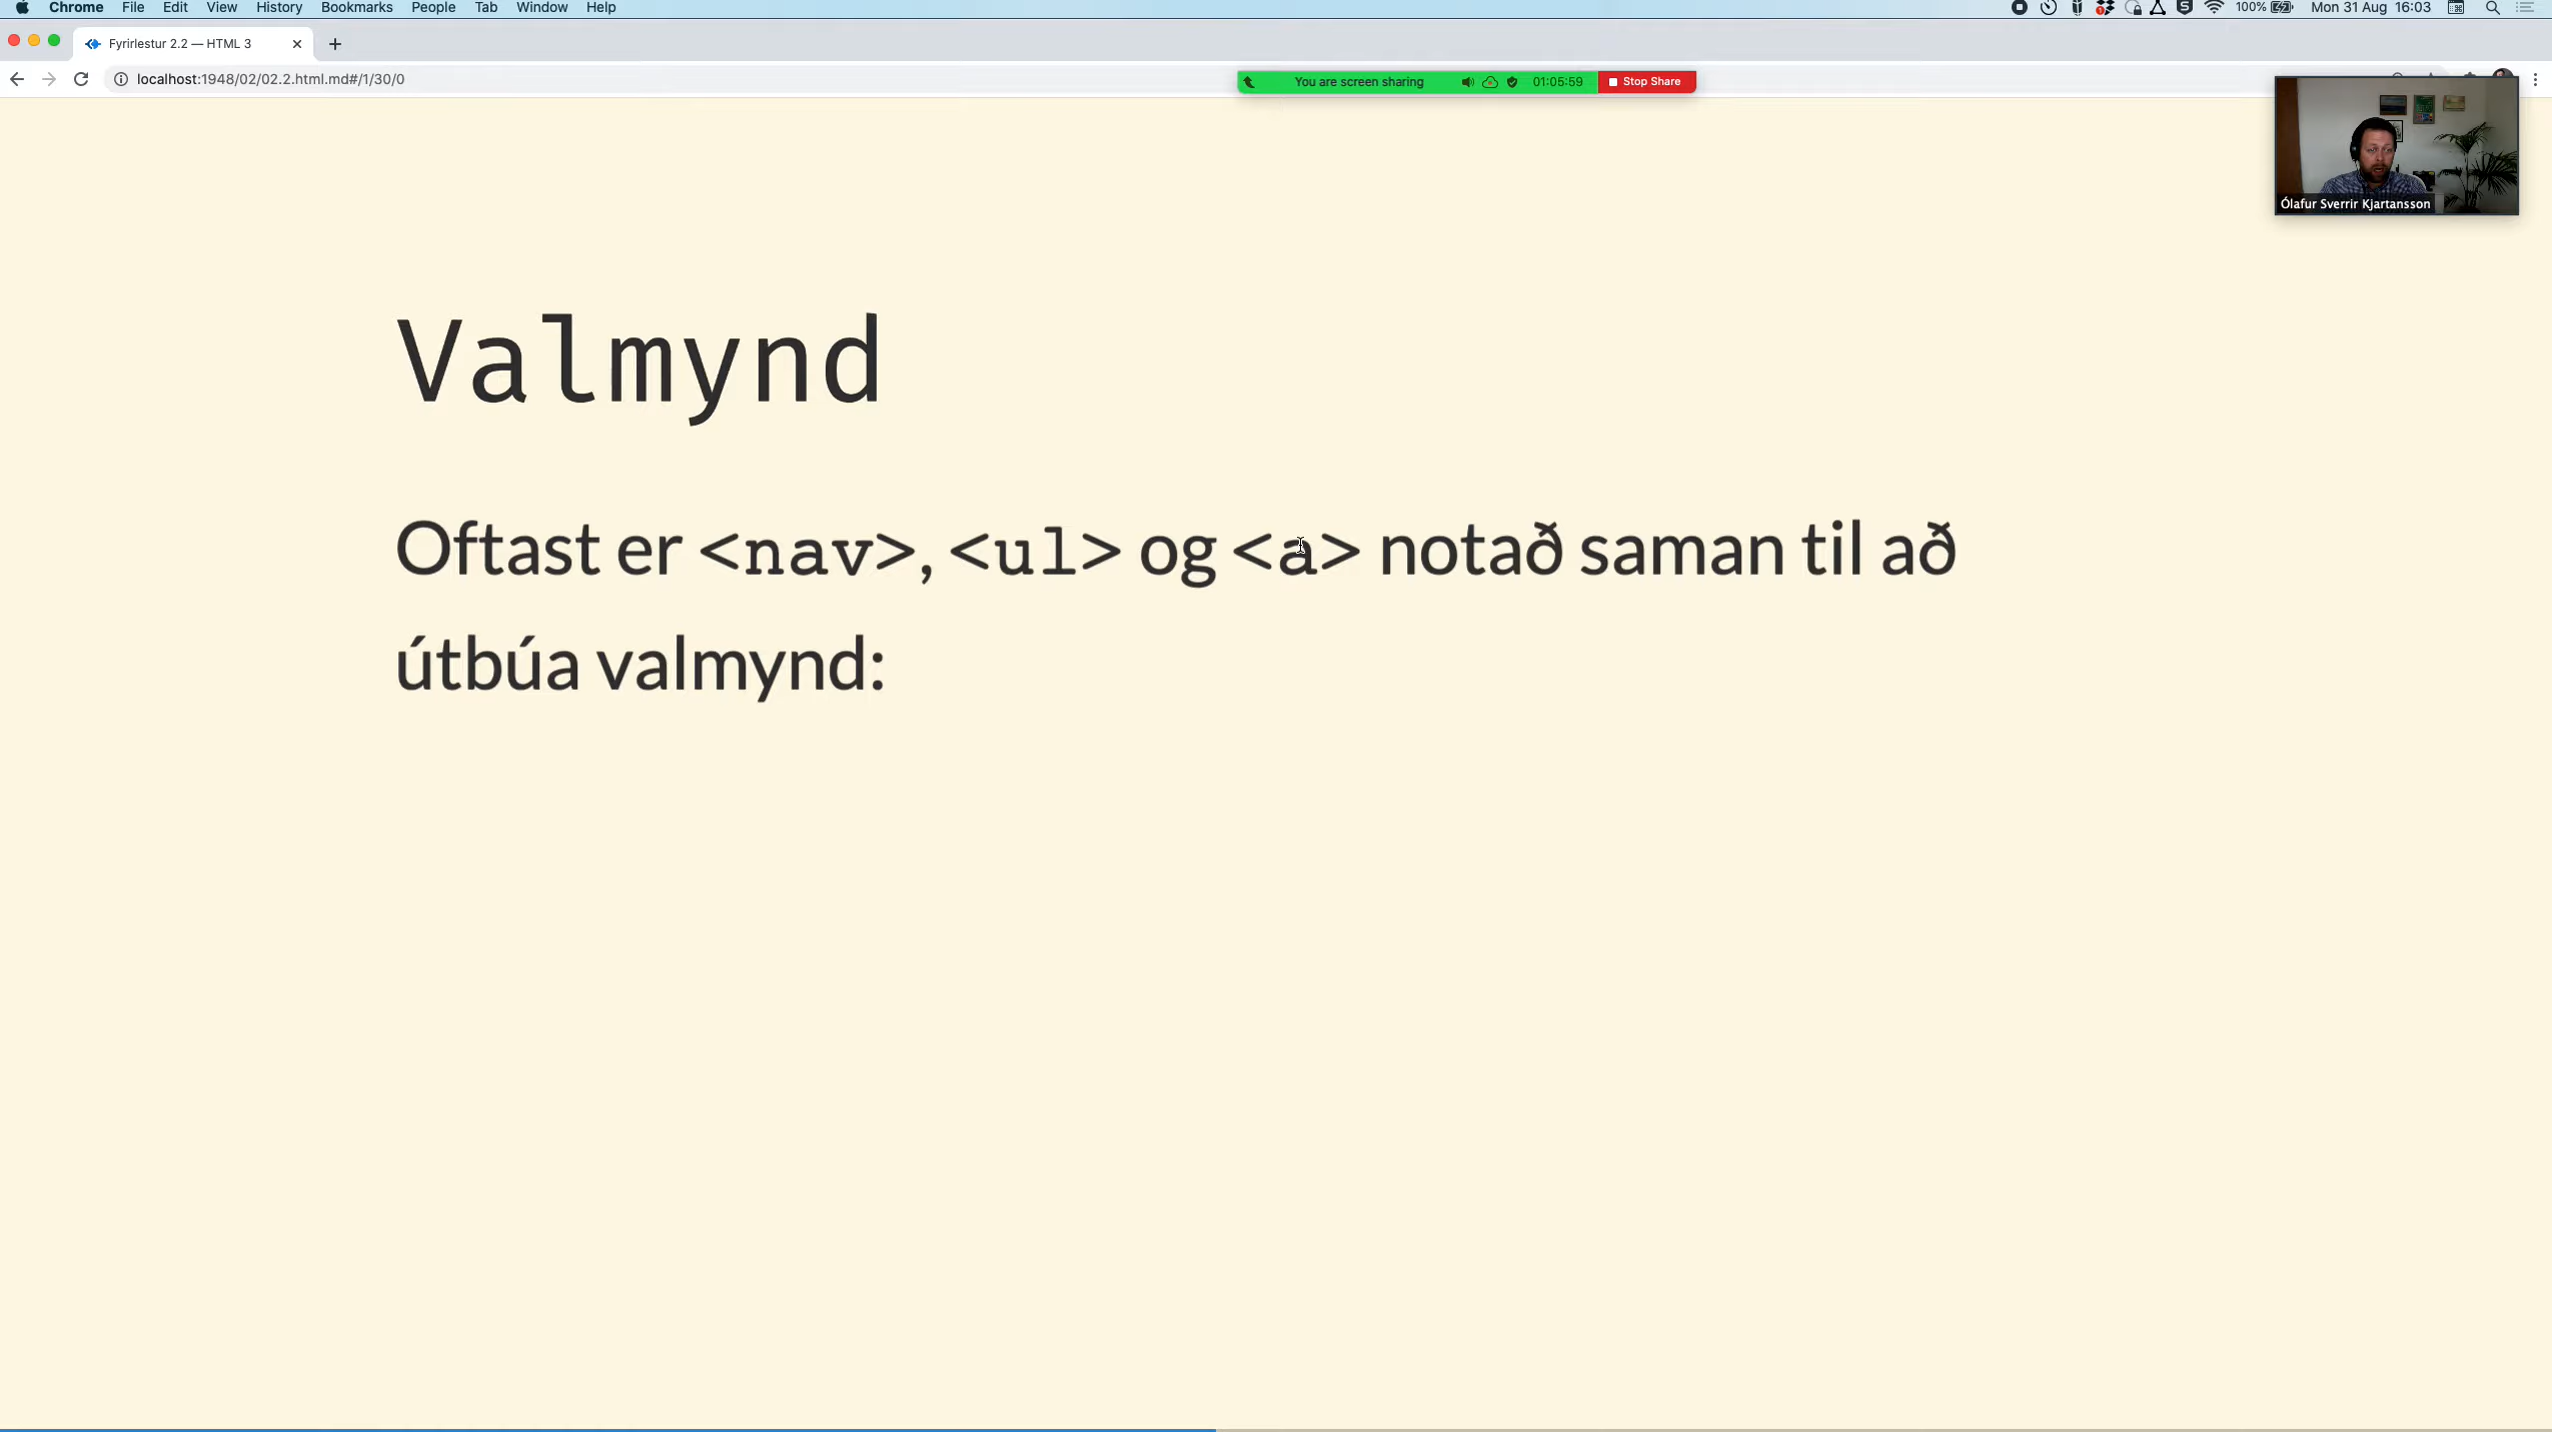 Chrome File Edit View History Bookmarks People Tab Window Help 100% Mon 31 Aug 16:03
Fyrirlestur 2.2 — HTML 3
localhost:1948/02/02.2.html.md#/1/30/0
You are screen sharing 01:05:59 Stop Share
Ólafur Sverrir Kjartansson
Valmynd
Oftast er <nav>, <ul> og <a> notað saman til að
útbúa valmynd: